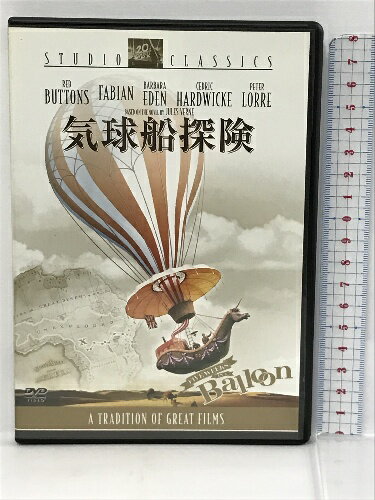 STUDIO CLASSICS
RED BUTTONS FABIAN BARBARA EDEN CEDRIC HARDWICKE PETER LORRE
BASED ON THE NOVEL BY JULES VERNE
気球船探険
FIVE WEEKS
Balloon
DVD
VIDEO
A TRADITION OF GREAT FILMS